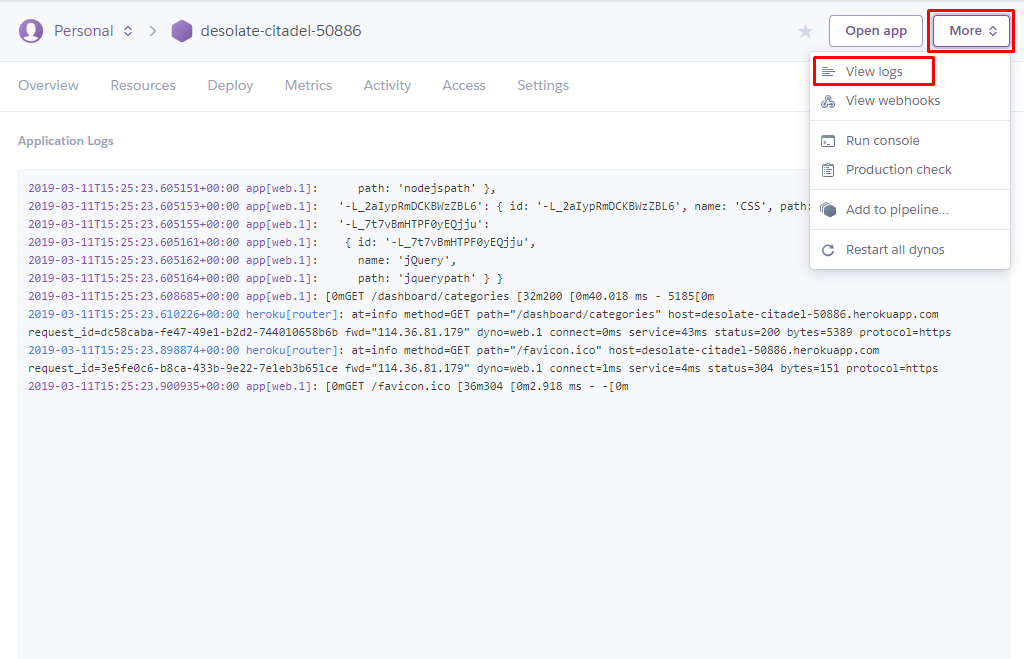 Personal desolate-citadel-50886 Open app More
Overview Resources Deploy Metrics Activity Access Settings
View logs
View webhooks
Run console
Production check
Add to pipeline...
Restart all dynos
Application Logs
2019-03-11T15:25:23.605151+00:00 app[web.1]:      path: 'nodejspath' },
2019-03-11T15:25:23.605153+00:00 app[web.1]:   '-L_2aIypRmDCKBWzZBL6': { id: '-L_2aIypRmDCKBWzZBL6', name: 'CSS', path:
2019-03-11T15:25:23.605155+00:00 app[web.1]:   '-L_7t7vBmHTPF0yEQjju':
2019-03-11T15:25:23.605161+00:00 app[web.1]:    { id: '-L_7t7vBmHTPF0yEQjju',
2019-03-11T15:25:23.605162+00:00 app[web.1]:      name: 'jQuery',
2019-03-11T15:25:23.605164+00:00 app[web.1]:      path: 'jquerypath' } }
2019-03-11T15:25:23.608685+00:00 app[web.1]: [0mGET /dashboard/categories [32m200 [0m40.018 ms - 5185[0m
2019-03-11T15:25:23.610226+00:00 heroku[router]: at=info method=GET path="/dashboard/categories" host=desolate-citadel-50886.herokuapp.com
request_id=dc58caba-fe47-49e1-b2d2-744010658b6b fwd="114.36.81.179" dyno=web.1 connect=0ms service=43ms status=200 bytes=5389 protocol=https
2019-03-11T15:25:23.898874+00:00 heroku[router]: at=info method=GET path="/favicon.ico" host=desolate-citadel-50886.herokuapp.com
request_id=3e5fe0c6-b8ca-433b-9e22-7e1eb3b651ce fwd="114.36.81.179" dyno=web.1 connect=1ms service=4ms status=304 bytes=151 protocol=https
2019-03-11T15:25:23.900935+00:00 app[web.1]: [0mGET /favicon.ico [36m304 [0m2.918 ms - -[0m